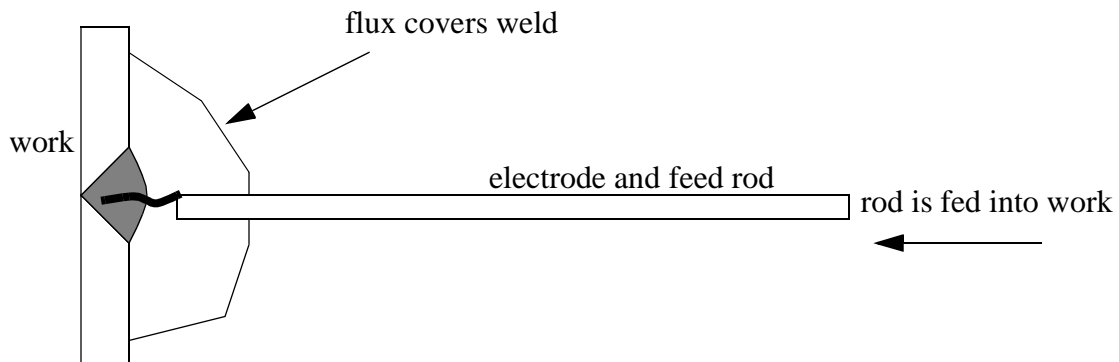 flux covers weld
work
electrode and feed rod
rod is fed into work